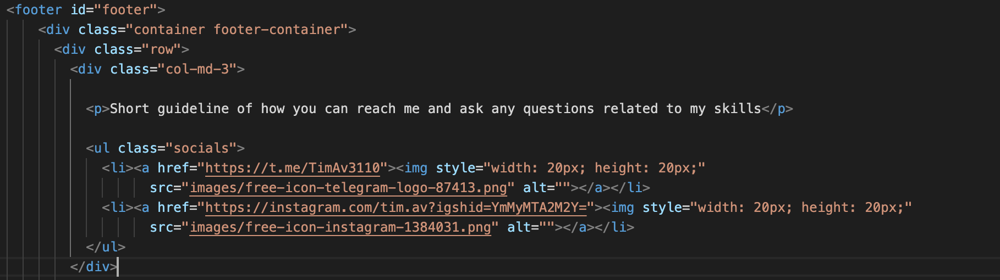 <footer id="footer">
<div class="container footer-container">
<div class="row">
<div class="col-md-3">
<p>Short guideline of how you can reach me and ask any questions related to my skills</p>
<ul class="socials">
<li><a href="https://t.me/TimAv3110"><img style="width: 20px; height: 20px;"
src="images/free-icon-telegram-logo-87413.png" alt=""></a></li>
<li><a href="https://instagram.com/tim.av?igshid=YmMyMTA2M2Y="><img style="width: 20px; height: 20px;"
src="images/free-icon-instagram-1384031.png" alt=""></a></li>
</ul>
</div>